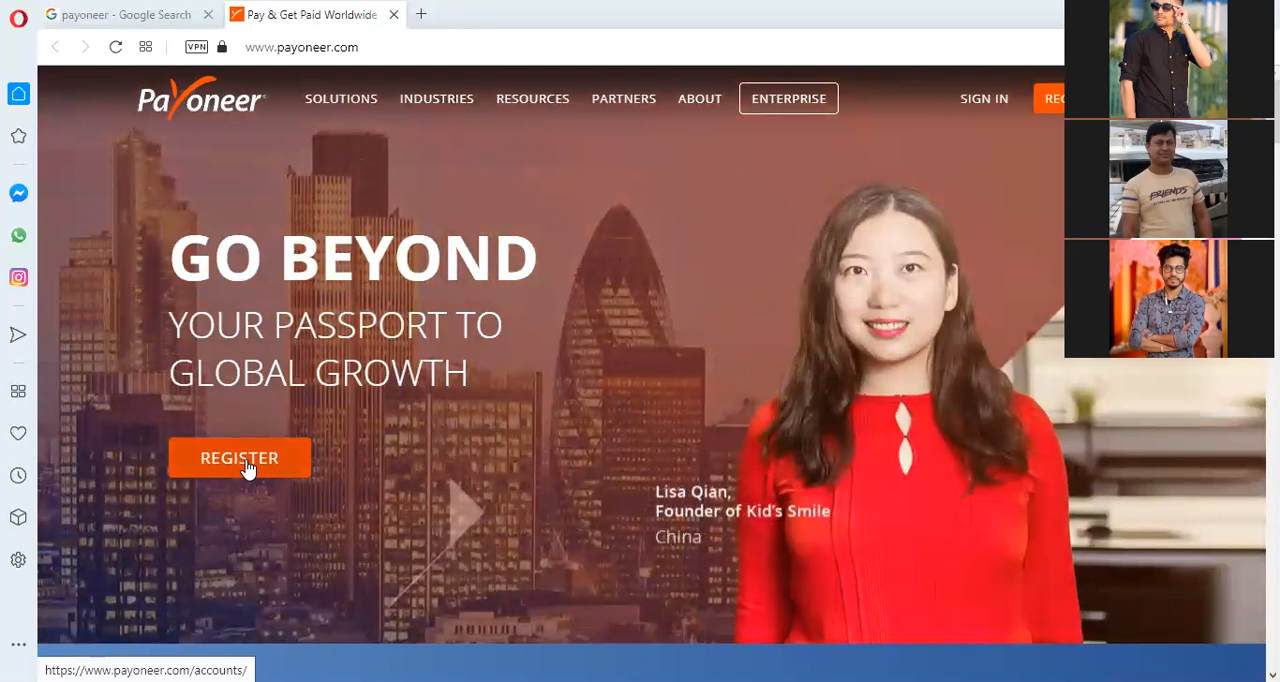 payoneer - Google Search
Pay & Get Paid Worldwide
VPN
www.payoneer.com
Payoneer
SOLUTIONS
INDUSTRIES
RESOURCES
PARTNERS
ABOUT
ENTERPRISE
SIGN IN
GO BEYOND
YOUR PASSPORT TO
GLOBAL GROWTH
REGISTER
Lisa Qian,
Founder of Kid's Smile
China
FRIENDS
https://www.payoneer.com/accounts/